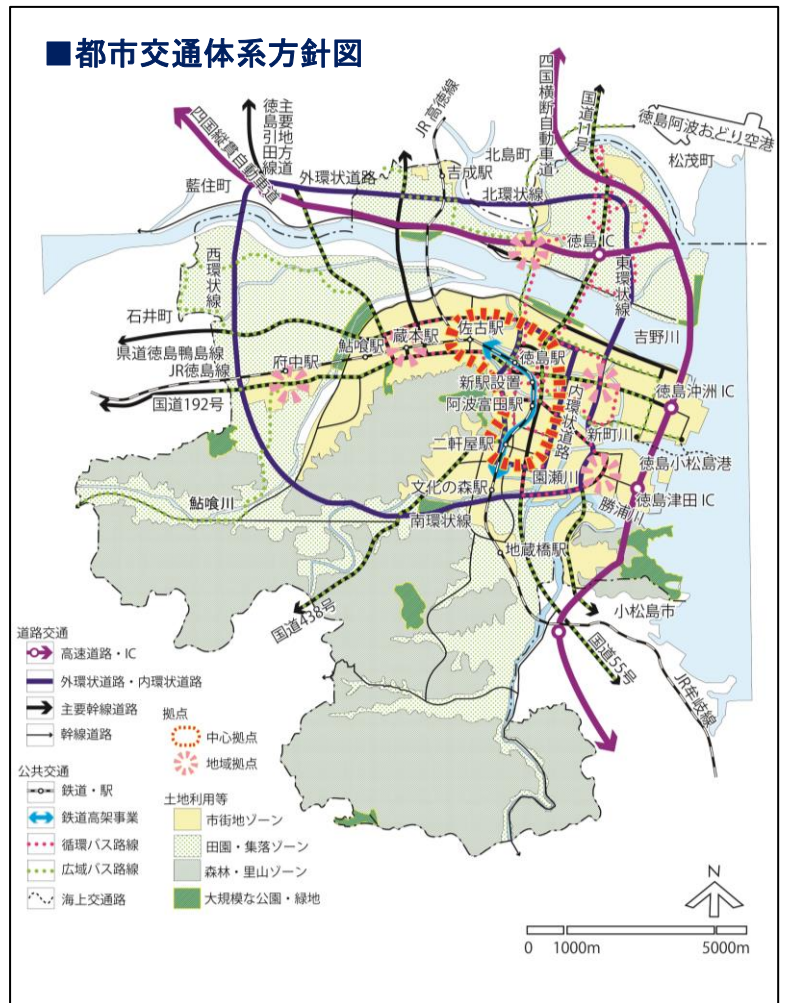 ■都市交通体系方針図
四国縦貫自動車道
主要地方道
徳島引田線
JR高徳線
四国横断自動車道
国道11号
徳島阿波おどり空港
松茂町
北島町
吉成駅
外環状道路
藍住町
北環状線
徳島IC
東環状線
西環状線
石井町
吉野川
県道徳島鴨島線
JR徳島線
国道192号
府中駅
鮎喰駅
蔵本駅
佐古駅
徳島駅
新駅設置
阿波富田駅
内環状道路
徳島沖洲IC
新町川
二軒屋駅
徳島小松島港
園瀬川
文化の森駅
徳島津田IC
勝浦川
鮎喰川
南環状線
地蔵橋駅
国道438号
小松島市
国道55号
JR牟岐線
道路交通
高速道路・IC
外環状道路・内環状道路
主要幹線道路
幹線道路
公共交通
鉄道・駅
鉄道高架事業
循環バス路線
広域バス路線
海上交通路
拠点
中心拠点
地域拠点
土地利用等
市街地ゾーン
田園・集落ゾーン
森林・里山ゾーン
大規模な公園・緑地
N
0 1000m 5000m